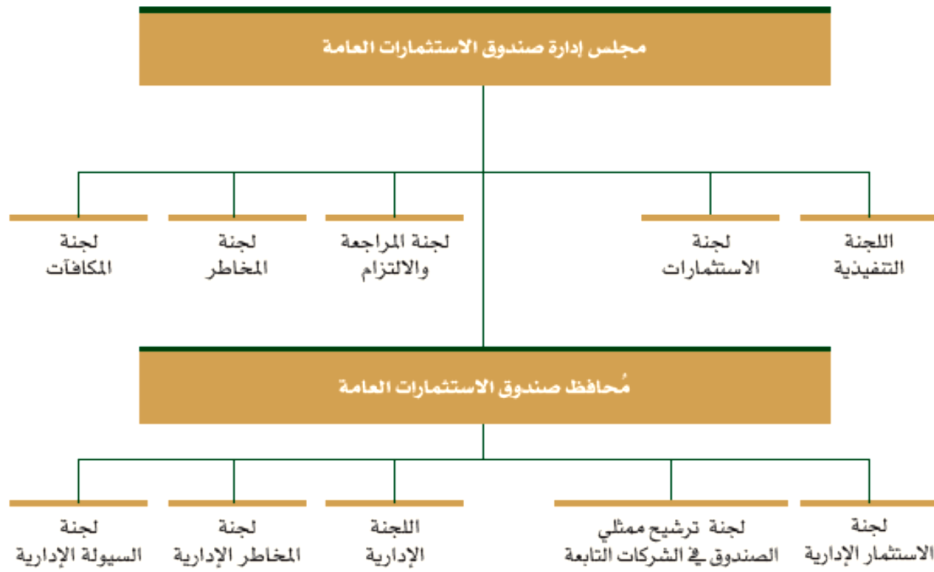 مجلس إدارة صندوق الاستثمارات العامة
اللجنة
التنفيذية
لجنة
الاستثمارات
لجنة المراجعة
والالتزام
لجنة
المخاطر
لجنة
المكافآت
مُحافظ صندوق الاستثمارات العامة
لجنة
الاستثمار الإدارية
لجنة ترشيح ممثلي
الصندوق في الشركات التابعة
اللجنة
الإدارية
لجنة
المخاطر الإدارية
لجنة
السيولة الإدارية